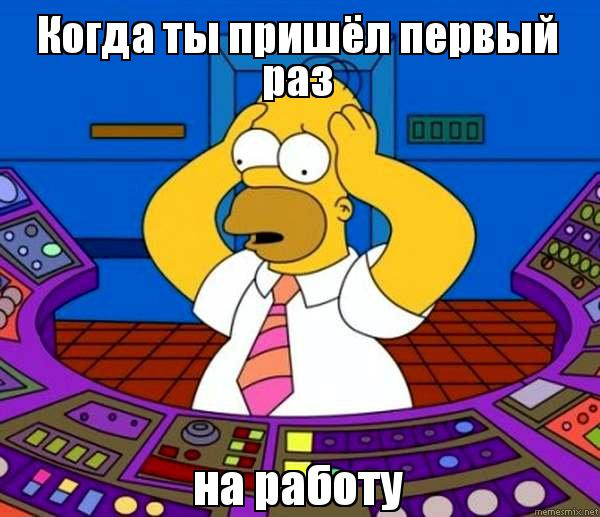 Когда ты пришёл первый
раз
на работу
memesmix.net